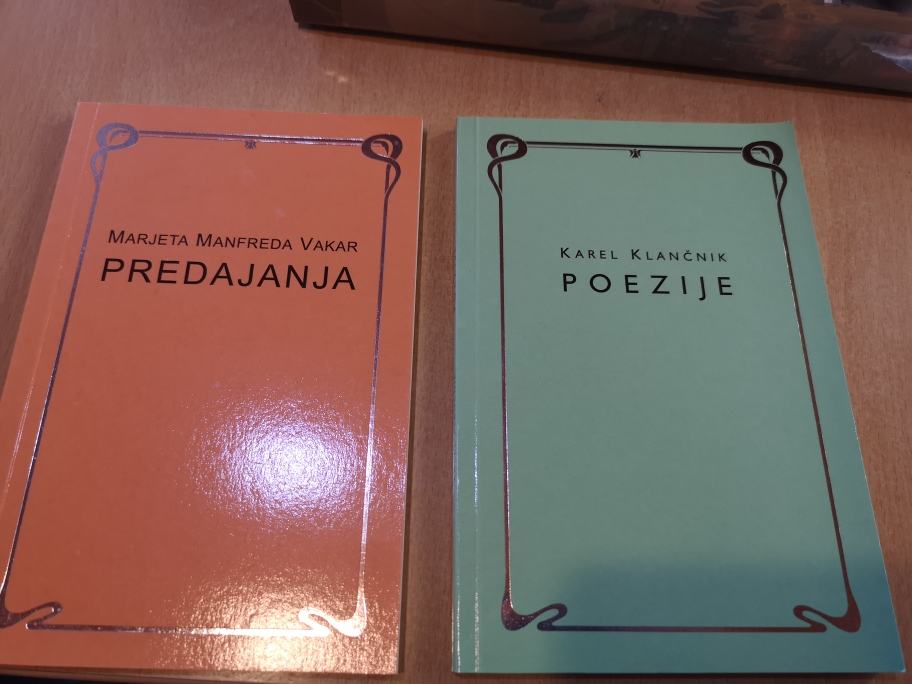 MARJETA MANFREDA VAKAR
PREDAJANJA
KAREL KLANČNIK
POEZIJE